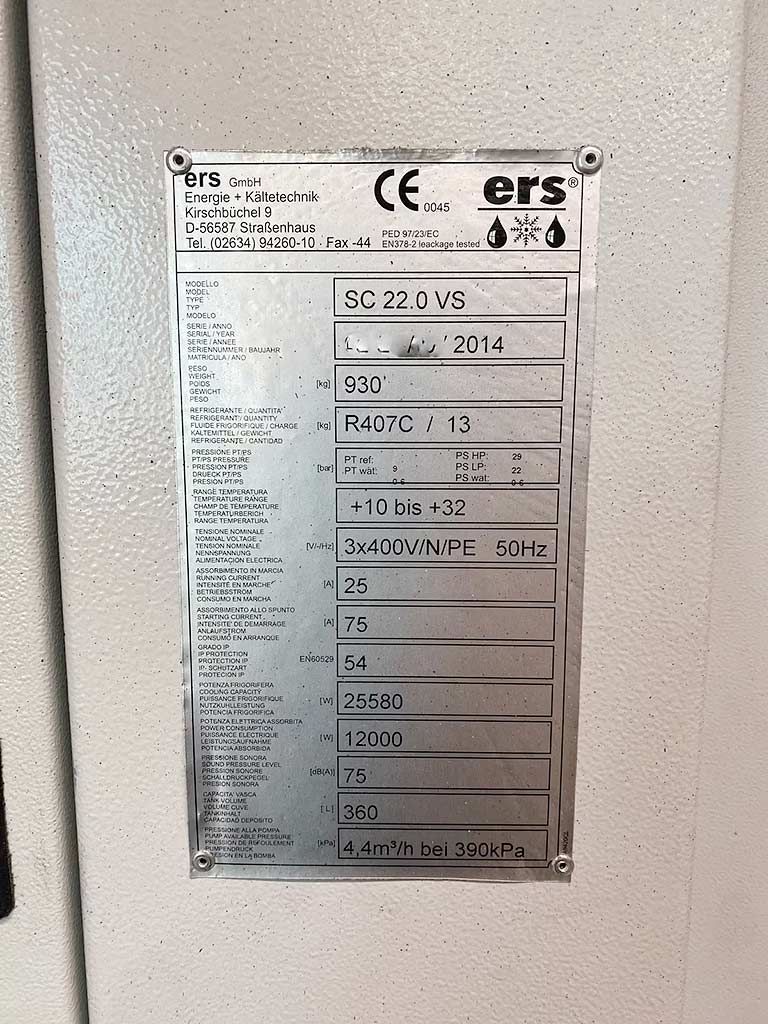 ers GmbH
Energie + Kältetechnik
Kirschbüchel 9
D-56587 Straßenhaus
Tel. (02634) 94260-10 · Fax -44
CE 0045
PED 97/23/EC
EN378-2 leackage tested
ers®
MODELLO
MODEL
TYPE
TYP
MODELO
SC 22.0 VS
SERIE / ANNO
SERIAL / YEAR
SERIE / ANNEE
SERIENNUMMER / BAUJAHR
MATRICULA / ANO
2014
PESO
WEIGHT
POIDS
GEWICHT
PESO
[kg]
930
REFRIGERANTE / QUANTITA'
REFRIGERANT / QUANTITY
FLUIDE FRIGORIFIQUE / CHARGE
KALTEMITTEL / GEWICHT
REFRIGERANTE / CANTIDAD
[kg]
R407C / 13
PRESSIONE PT/PS
PT/PS PRESSURE
PRESSION PT/PS
DRUECK PT/PS
PRESION PT/PS
[bar]
PT ref: PS HP: 29
PT wat: 9 PS LP: 22
0-6 PS wat: 0-6
RANGE TEMPERATURA
TEMPERATURE RANGE
CHAMP DE TEMPERATURE
TEMPERATURBERICH
RANGE TEMPERATURA
+10 bis +32
TENSIONE NOMINALE
NOMINAL VOLTAGE
TENSION NOMINALE
NENNSPANNUNG
ALIMENTACION ELECTRICA
[V/~/Hz]
3x400V/N/PE 50Hz
ASSORBIMENTO IN MARCIA
RUNNING CURRENT
INTENSITÉ EN MARCHE
BETRIEBSSTROM
CONSUMO EN MARCHA
[A]
25
ASSORBIMENTO ALLO SPUNTO
STARTING CURRENT
INTENSITE DE DEMARRAGE
ANLAUFSTROM
CONSUMO EN ARRANQUE
[A]
75
GRADO IP
IP PROTECTION
PROTECTION IP
IP- SCHUTZART
PROTECION IP
EN60529
54
POTENZA FRIGORIFERA
COOLING CAPACITY
PUISSANCE FRIGORIFIQUE
NUTZKUHLLEISTUNG
POTENCIA FRIGORIFICA
[W]
25580
POTENZA ELETTRICA ASSORBITA
POWER CONSUMPTION
PUISSANCE ELECTRIQUE
LEISTUNGSAUFNAHME
POTENCIA ABSORBIDA
[W]
12000
PRESSIONE SONORA
SOUND PRESSURE LEVEL
PRESSION SONORE
SCHALLDRUCKPEGEL
PRESION SONORA
[dB(A)]
75
CAPACITA' VASCA
TANK VOLUME
VOLUME CUVE
TANKINHALT
CAPACIDAD DEPOSITO
[ L]
360
PRESSIONE ALLA POMPA
PUMP AVAILABLE PRESSURE
PRESSION DE REFOULEMENT
PUMPENDRUCK
PRESION EN LA BOMBA
[kPa]
4,4m³/h bei 390kPa